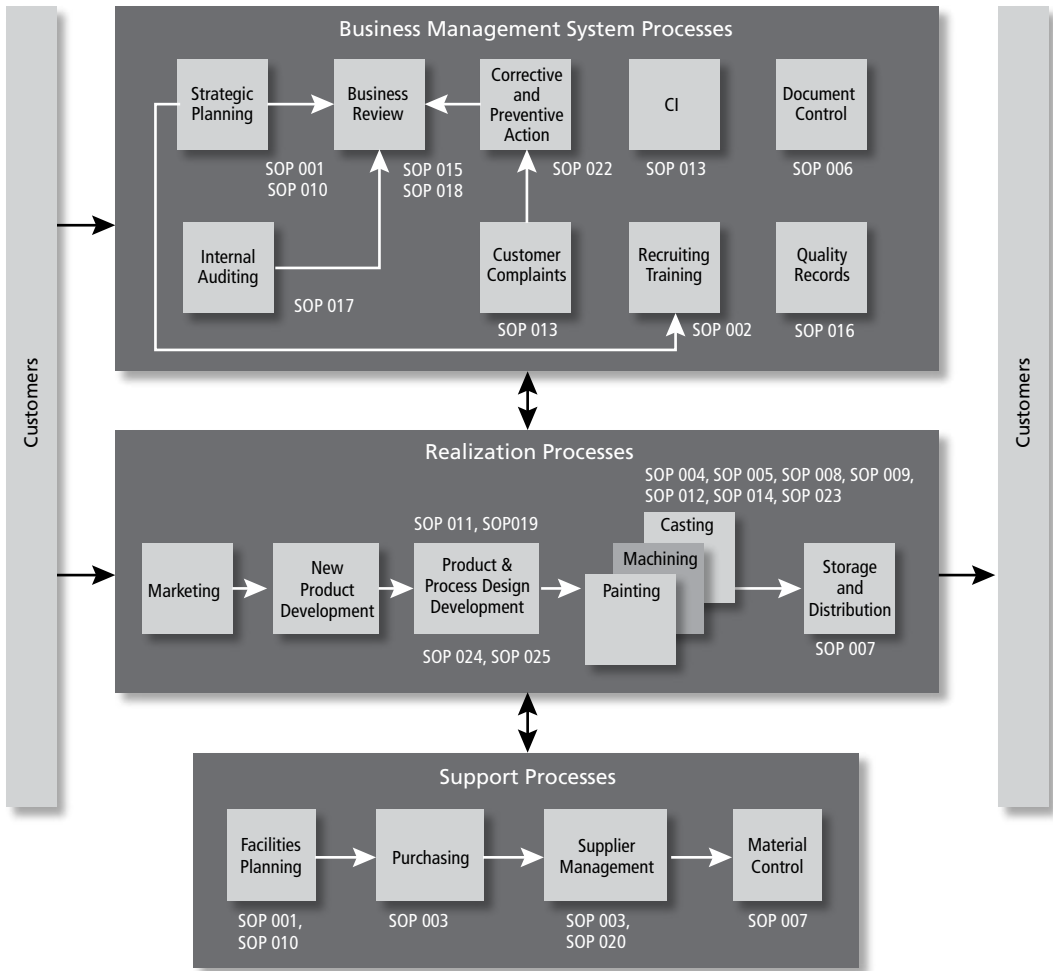 Customers
Business Management System Processes
Strategic
Planning
SOP 001
SOP 010
Business
Review
SOP 015
SOP 018
Corrective
and
Preventive
Action
SOP 022
CI
SOP 013
Document
Control
SOP 006
Internal
Auditing
SOP 017
Customer
Complaints
SOP 013
Recruiting
Training
SOP 002
Quality
Records
SOP 016
Realization Processes
Marketing
New
Product
Development
SOP 011, SOP019
Product &
Process Design
Development
SOP 024, SOP 025
SOP 004, SOP 005, SOP 008, SOP 009,
SOP 012, SOP 014, SOP 023
Casting
Machining
Painting
Storage
and
Distribution
SOP 007
Support Processes
Facilities
Planning
SOP 001,
SOP 010
Purchasing
SOP 003
Supplier
Management
SOP 003,
SOP 020
Material
Control
SOP 007
Customers